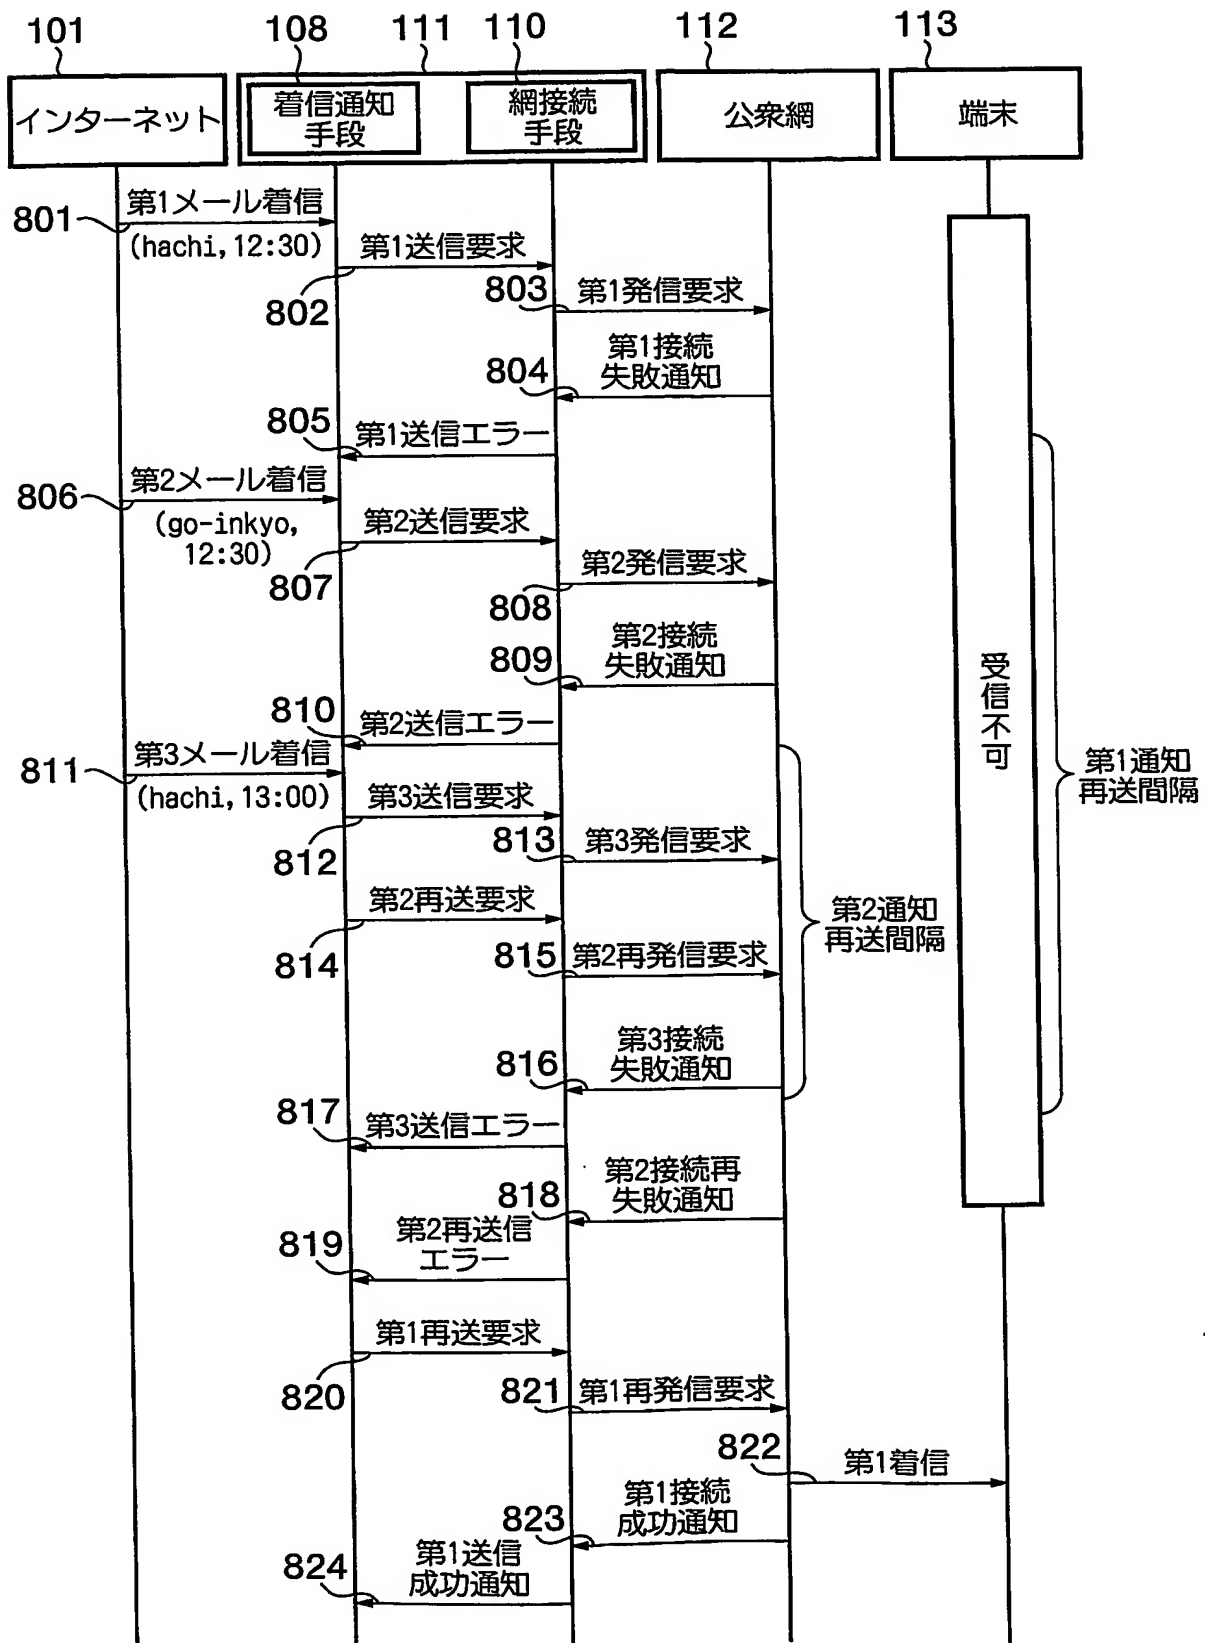 101
108
111
110
112
113
インターネット
着信通知
手段
網接続
手段
公衆網
端末
第1メール着信
801
(hachi,12:30)
第1送信要求
802
803
第1発信要求
第1接続
失敗通知
804
805
第1送信エラー
806
第2メール着信
(go-inkyo,
12:30)
第2送信要求
807
第2発信要求
808
第2接続
失敗通知
809
810
第2送信エラー
受信不可
第1通知
再送間隔
811
第3メール着信
(hachi,13:00)
第3送信要求
812
813
第3発信要求
第2再送要求
814
第2通知
再送間隔
815
第2再発信要求
第3接続
失敗通知
816
817
第3送信エラー
第2接続再
失敗通知
818
第2再送信
エラー
819
第1再送要求
820
821
第1再発信要求
822
第1着信
第1接続
成功通知
823
第1送信
成功通知
824